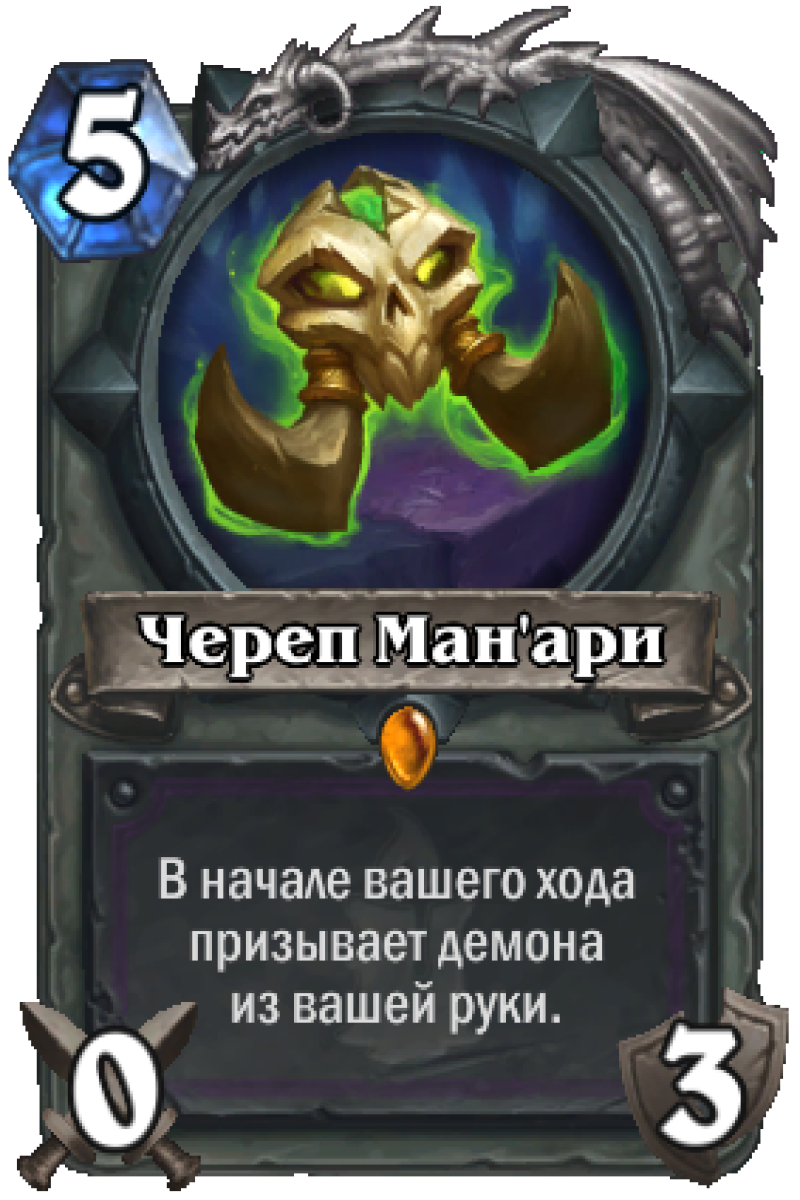 5
Череп Ман'ари
В начале вашего хода
призывает демона
из вашей руки.
0
3